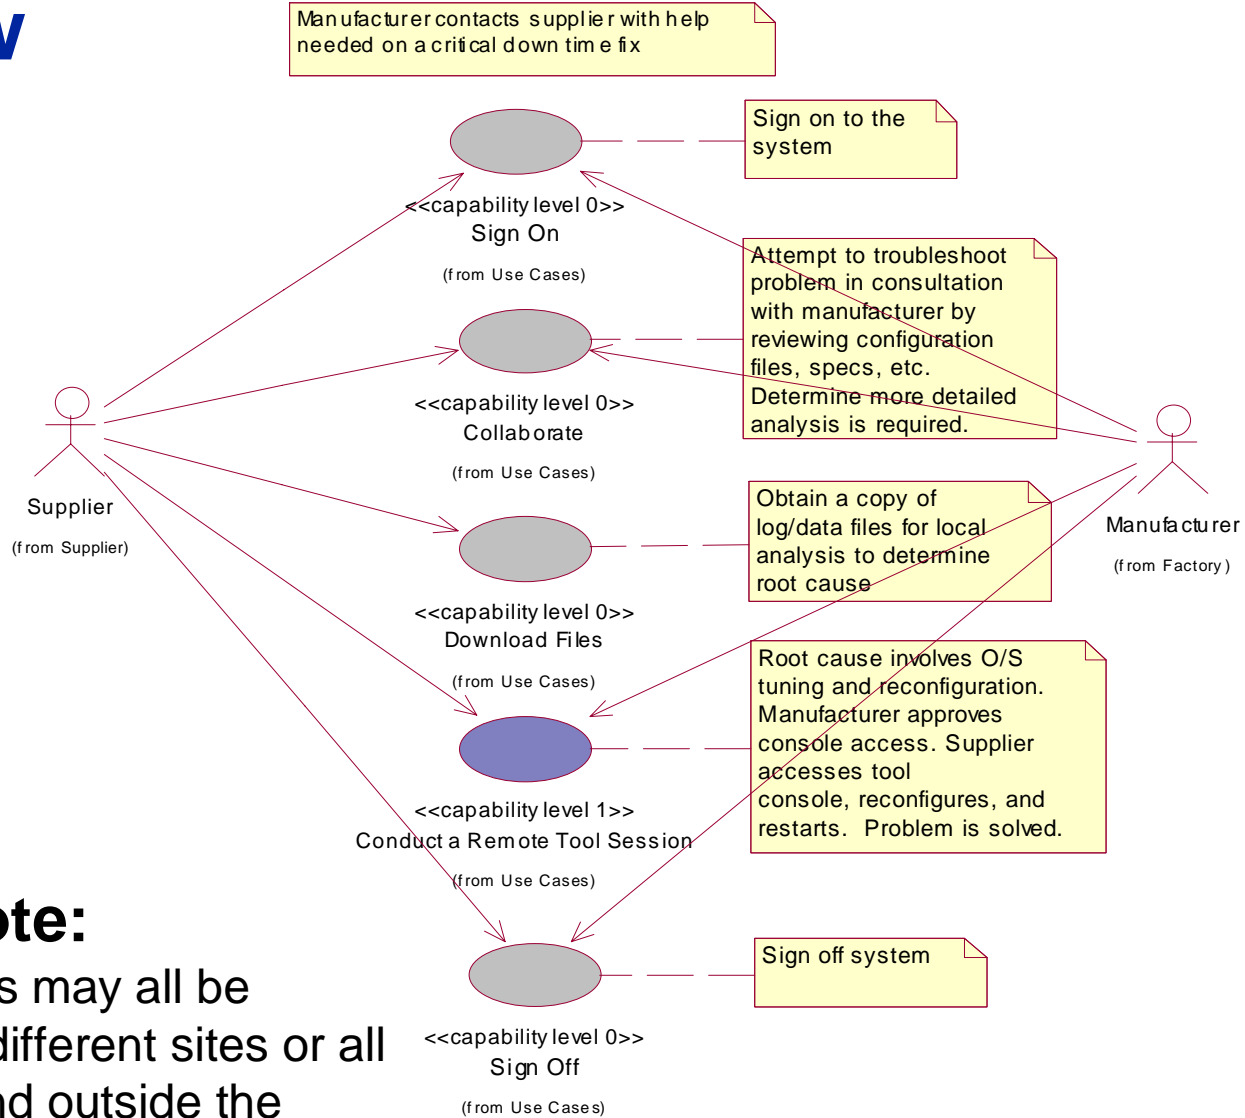 Manufacturer contacts supplier with help
needed on a critical down time fix
Sign on to the
system
<<capability level 0>>
Sign On
(from Use Cases)
Attempt to troubleshoot
problem in consultation
with manufacturer by
reviewing configuration
files, specs, etc.
Determine more detailed
analysis is required.
<<capability level 0>>
Collaborate
(from Use Cases)
Supplier
(from Supplier)
Manufacturer
(from Factory)
Obtain a copy of
log/data files for local
analysis to determine
root cause
<<capability level 0>>
Download Files
(from Use Cases)
Root cause involves O/S
tuning and reconfiguration.
Manufacturer approves
console access. Supplier
accesses tool
console, reconfigures, and
restarts. Problem is solved.
<<capability level 1>>
Conduct a Remote Tool Session
(from Use Cases)
ote:
s may all be
different sites or all
nd outside the
Sign off system
<<capability level 0>>
Sign Off
(from Use Cases)